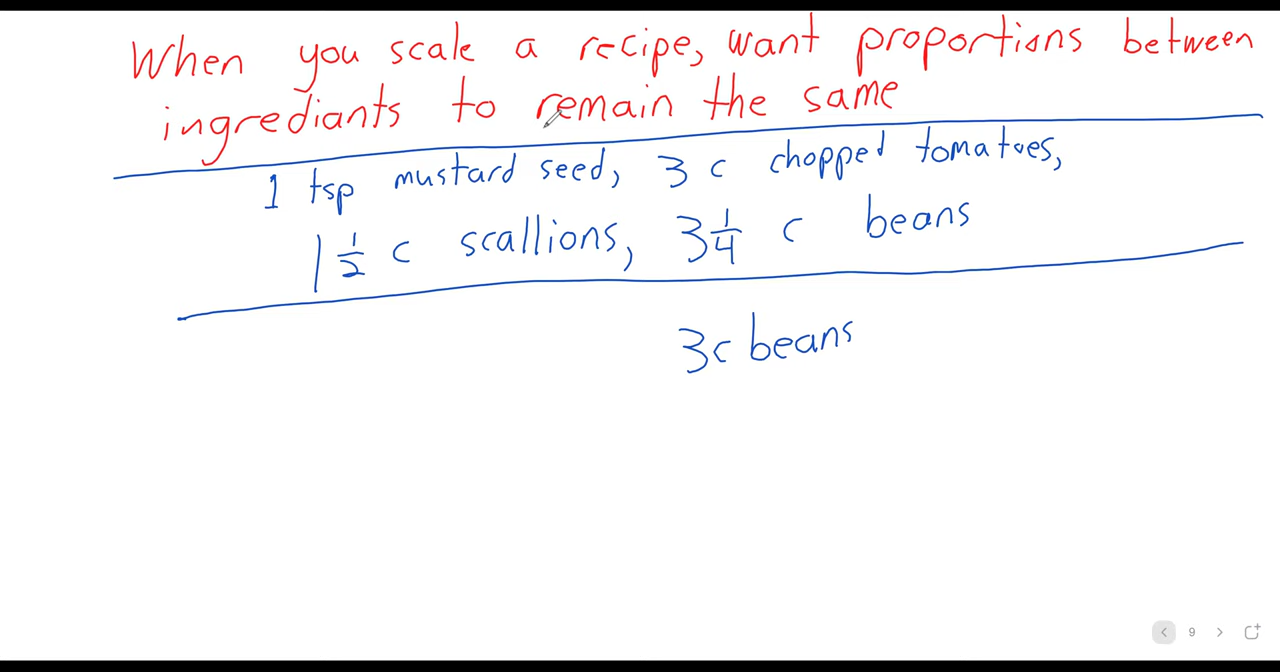 When you scale a recipe, want proportions between
ingrediants to remain the same
1 tsp mustard seed, 3 c chopped tomatoes,
1 1/2 c scallions, 3 1/4 c beans
3c beans
9